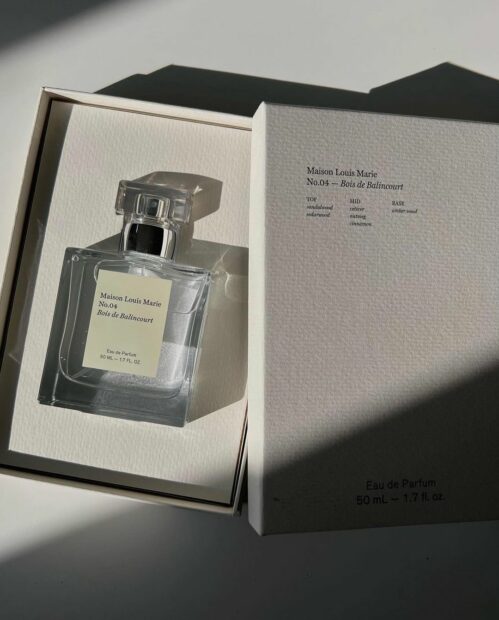 Maison Louis Marie
No.04
Bois de Balincourt
Eau de Parfum
50 ML — 1.7 FL. OZ.
Maison Louis Marie
No.04 — Bois de Balincourt
TOP
sandalwood
cedarwood
MID
vetiver
nutmeg
cinnamon
BASE
amber wood
Eau de Parfum
50 mL — 1.7 fl. oz.